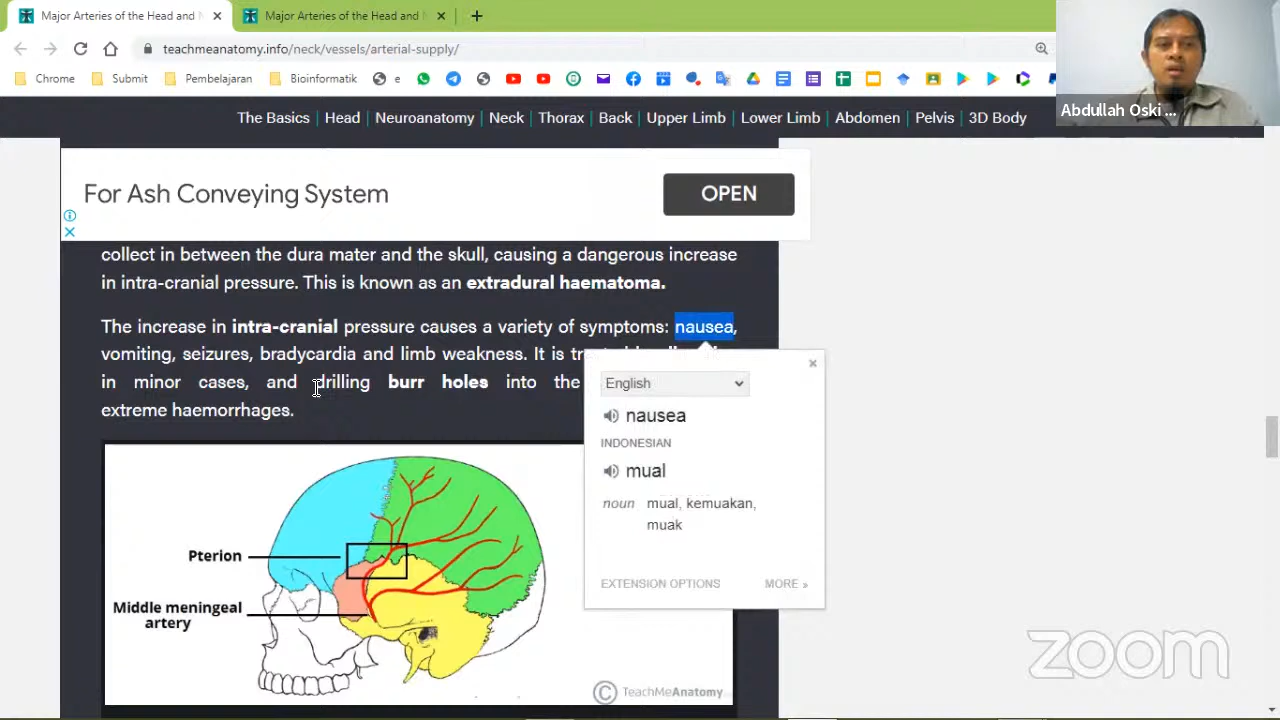 Major Arteries of the Head and N
Major Arteries of the Head and N
teachmeanatomy.info/neck/vessels/arterial-supply/
Chrome Submit Pembelajaran Bioinformatik e
Abdullah Oski ...
The Basics | Head | Neuroanatomy | Neck | Thorax | Back | Upper Limb | Lower Limb | Abdomen | Pelvis | 3D Body
For Ash Conveying System
OPEN
collect in between the dura mater and the skull, causing a dangerous increase
in intra-cranial pressure. This is known as an extradural haematoma.
The increase in intra-cranial pressure causes a variety of symptoms: nausea,
vomiting, seizures, bradycardia and limb weakness. It is
in minor cases, and drilling burr holes into the
extreme haemorrhages.
English
nausea
INDONESIAN
mual
noun mual, kemuakan,
muak
EXTENSION OPTIONS MORE »
Pterion
Middle meningeal
artery
© TeachMeAnatomy
zoom